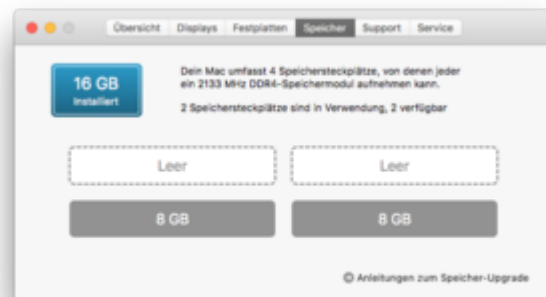 Übersicht Displays Festplatten Speicher Support Service
16 GB
Installiert
Dein Mac umfasst 4 Speichersteckplätze, von denen jeder
ein 2133 MHz DDR4-Speichermodul aufnehmen kann.
2 Speichersteckplätze sind in Verwendung, 2 verfügbar
Leer Leer
8 GB 8 GB
Anleitungen zum Speicher-Upgrade